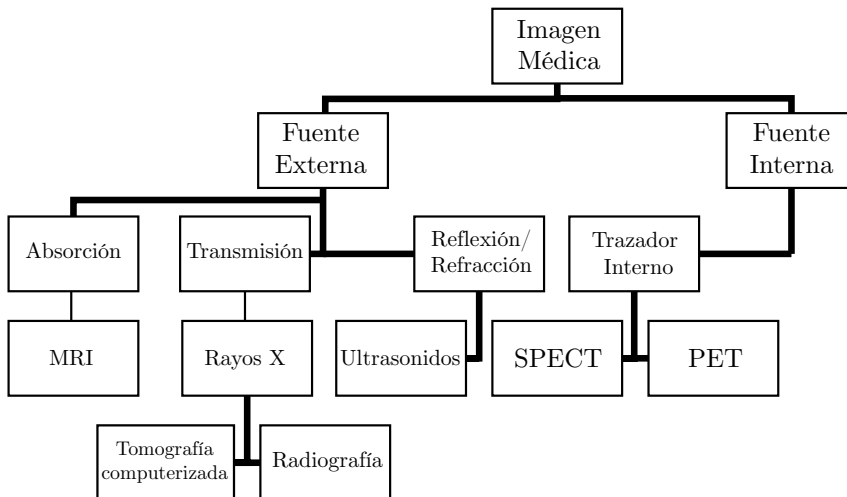 Imagen
Médica
Fuente
Externa
Fuente
Interna
Absorción
Transmisión
Reflexión/
Refracción
Trazador
Interno
MRI
Rayos X
Ultrasonidos
SPECT
PET
Tomografía
computerizada
Radiografía